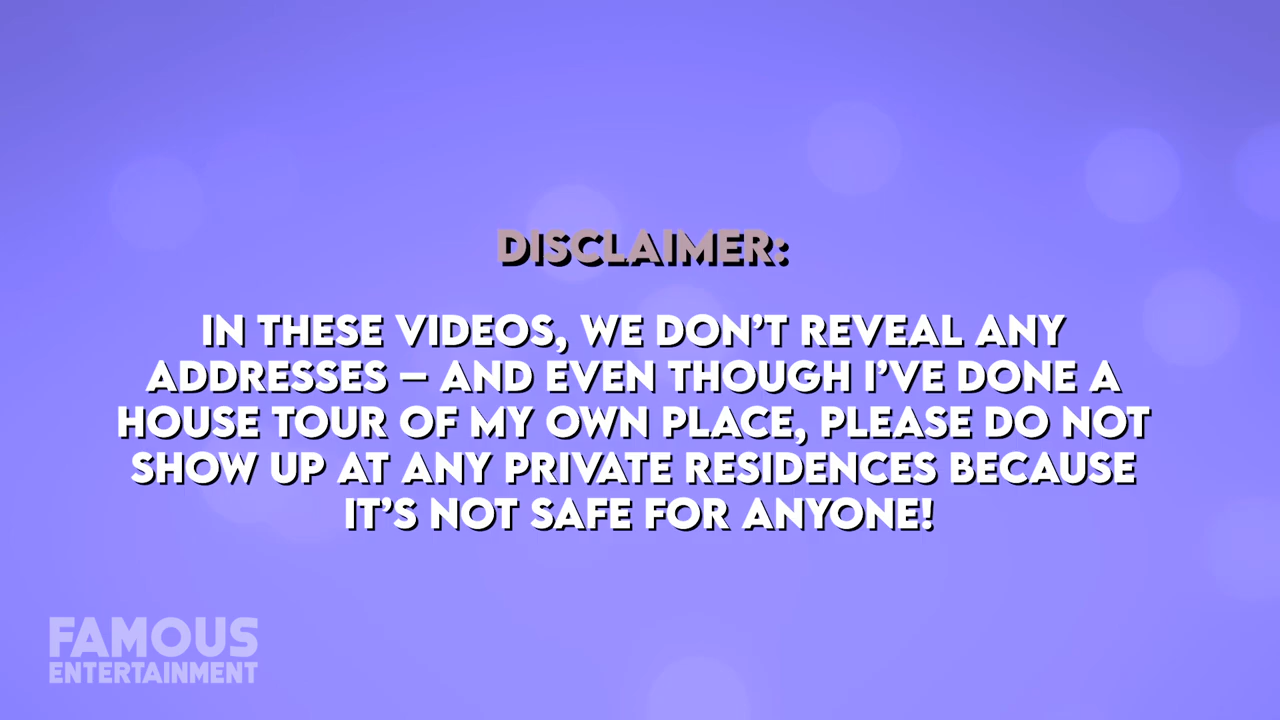 DISCLAIMER:
IN THESE VIDEOS, WE DON'T REVEAL ANY
ADDRESSES – AND EVEN THOUGH I'VE DONE A
HOUSE TOUR OF MY OWN PLACE, PLEASE DO NOT
SHOW UP AT ANY PRIVATE RESIDENCES BECAUSE
IT'S NOT SAFE FOR ANYONE!
FAMOUS
ENTERTAINMENT